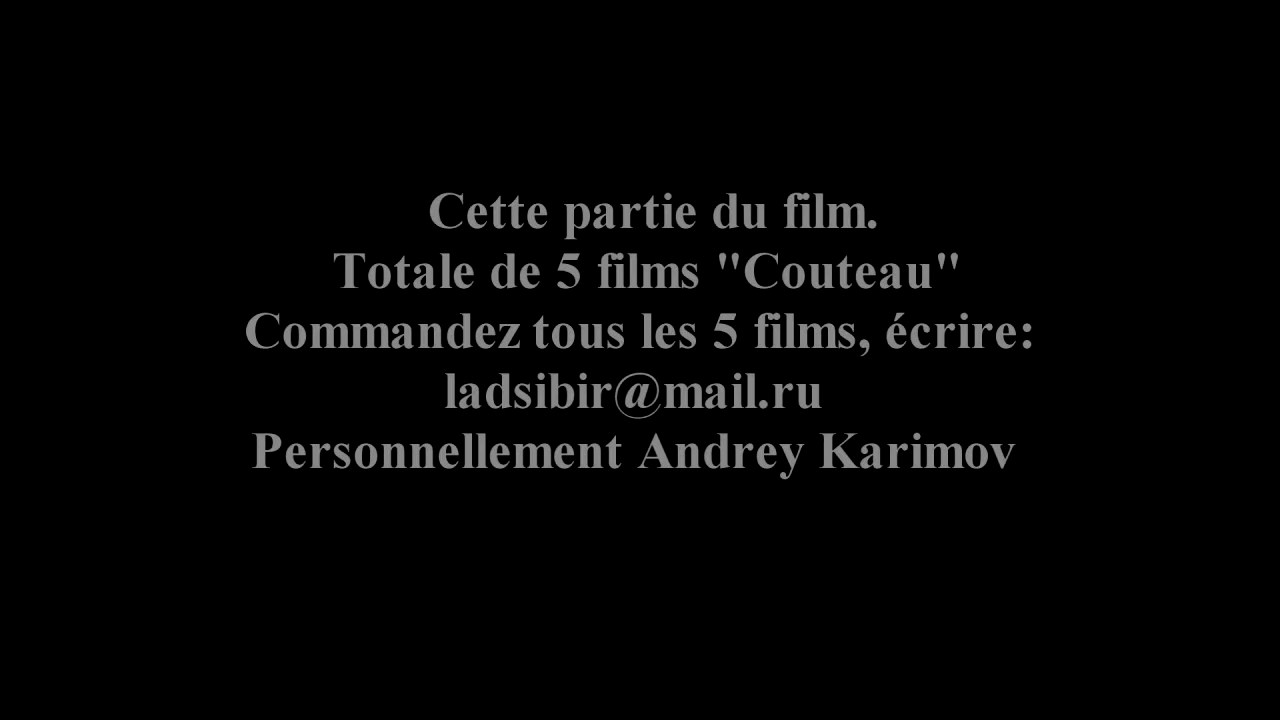 Cette partie du film.
Totale de 5 films "Couteau"
Commandez tous les 5 films, écrire:
ladsibir@mail.ru
Personnellement Andrey Karimov